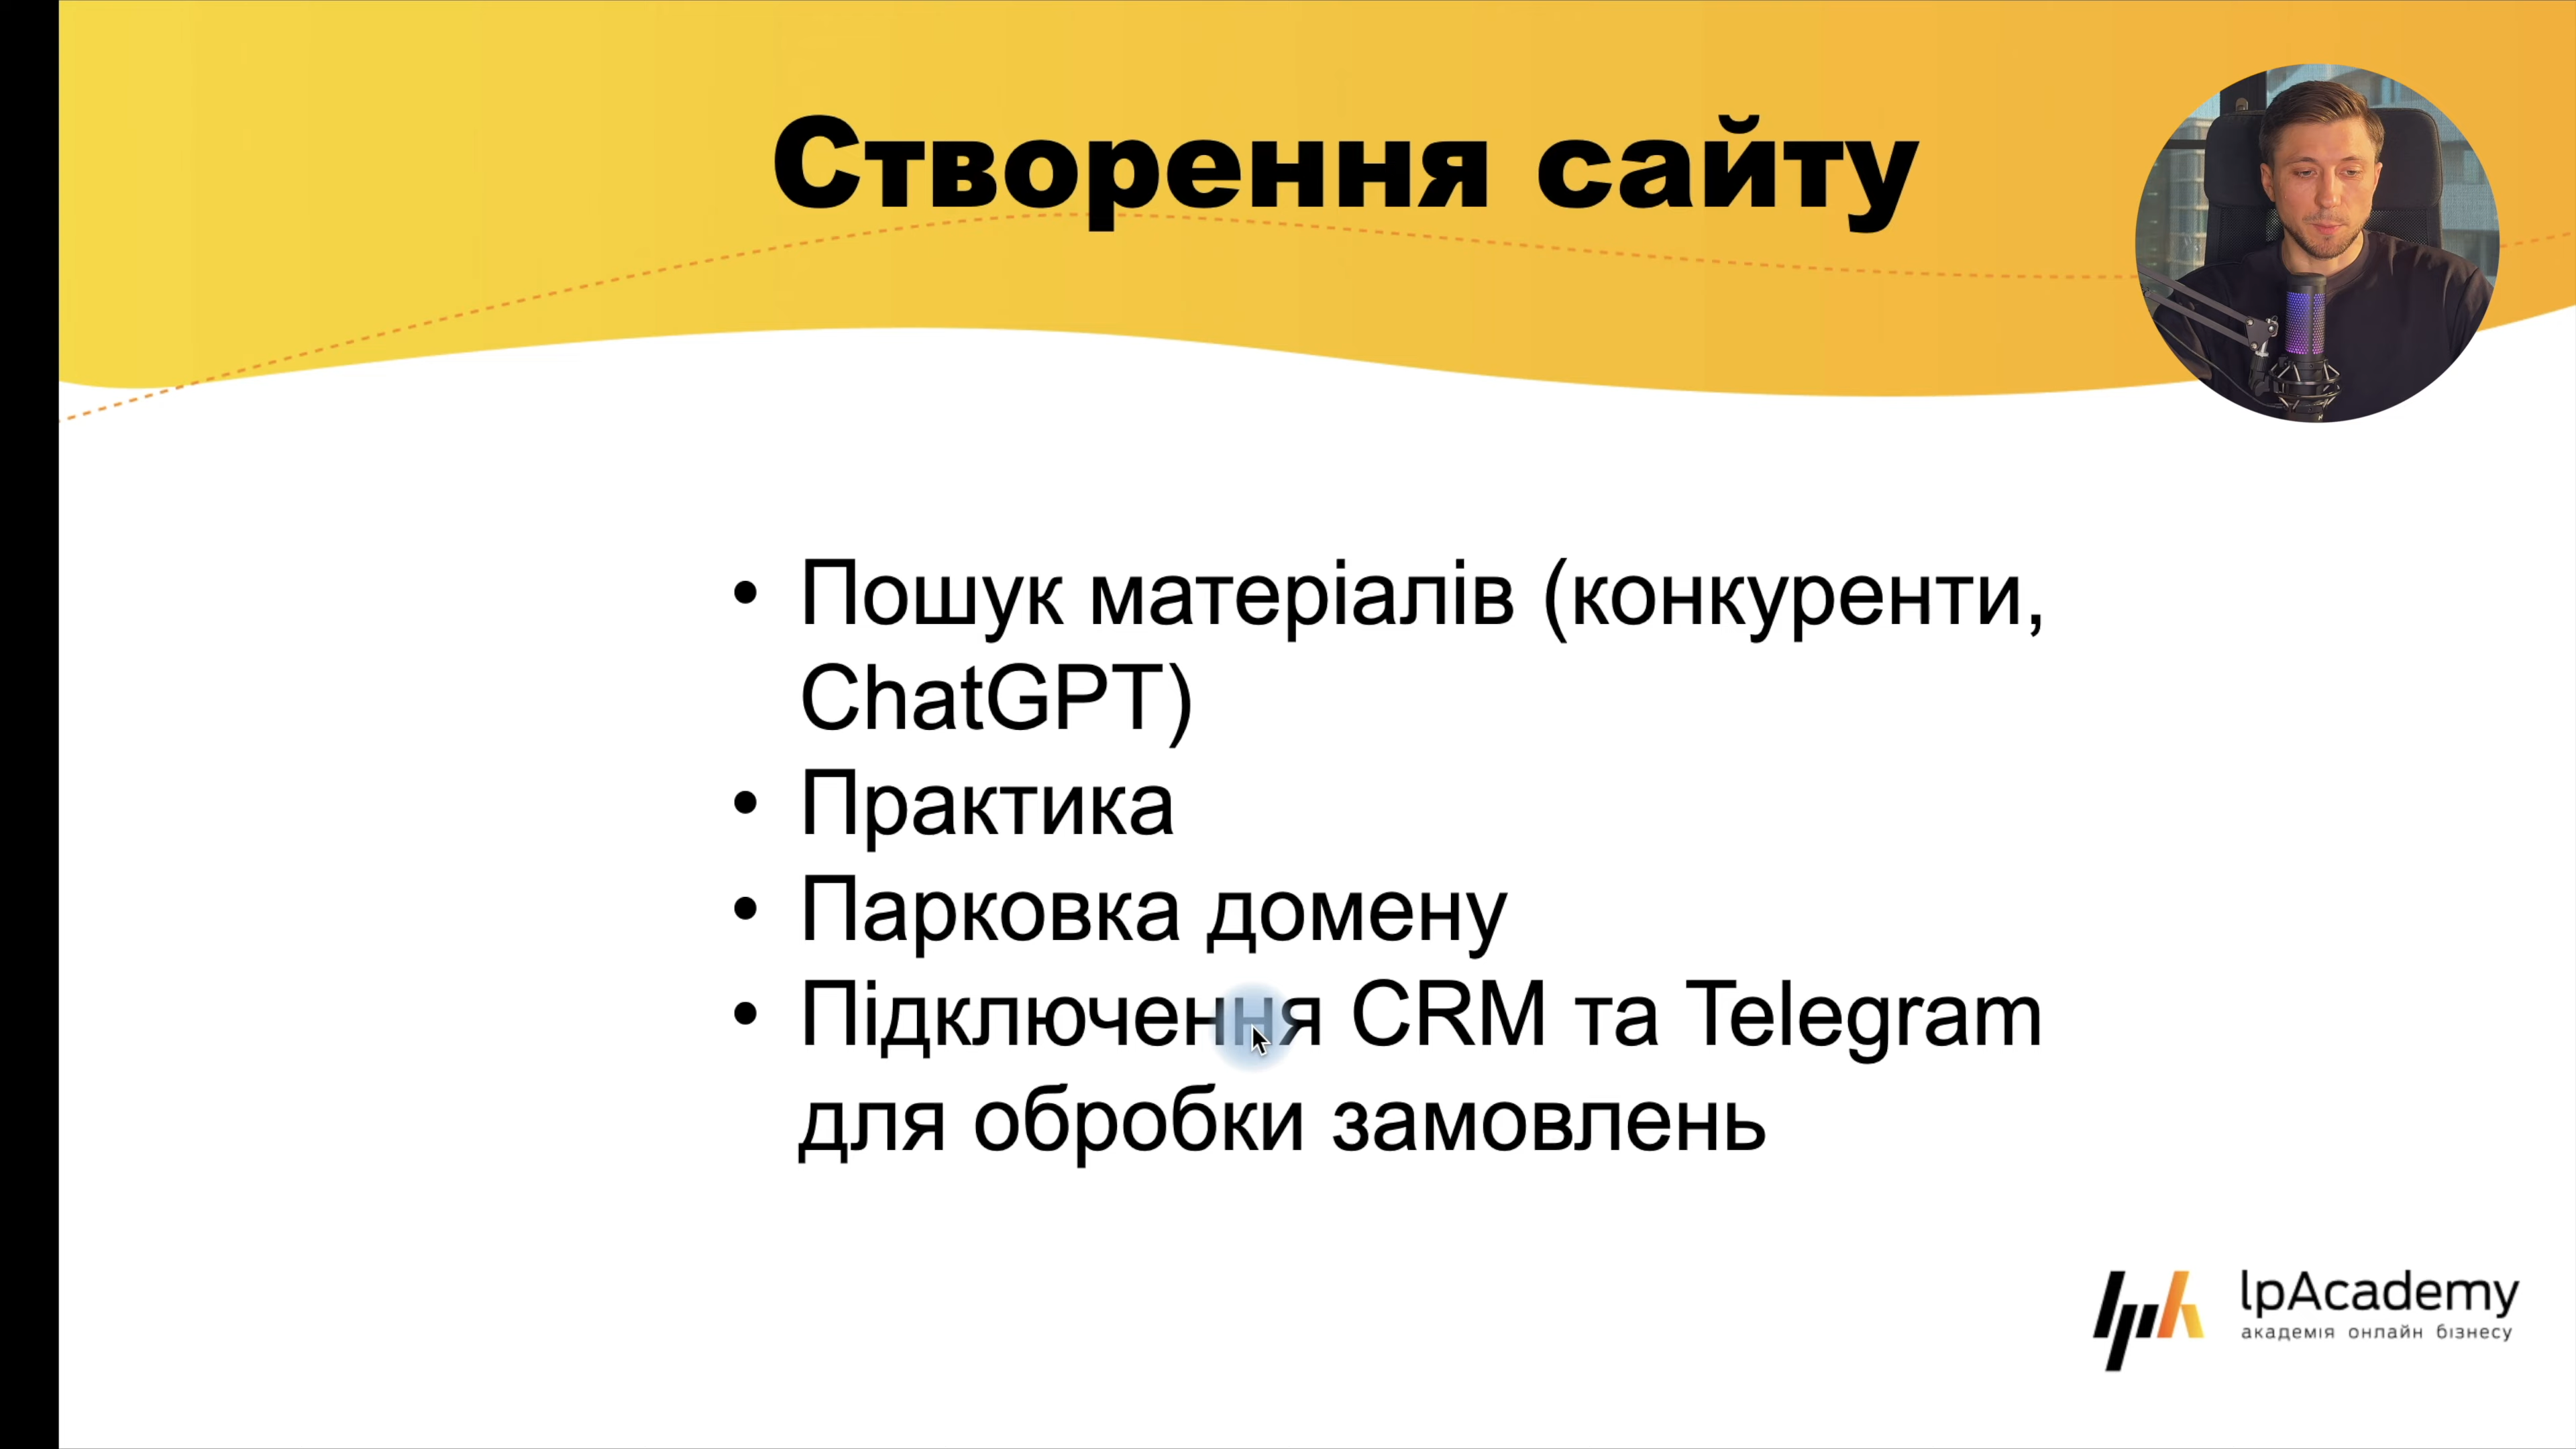 Створення сайту
• Пошук матеріалів (конкуренти,
ChatGPT)
• Практика
• Парковка домену
• Підключення CRM та Telegram
для обробки замовлень
lpAcademy
академія онлайн бізнесу